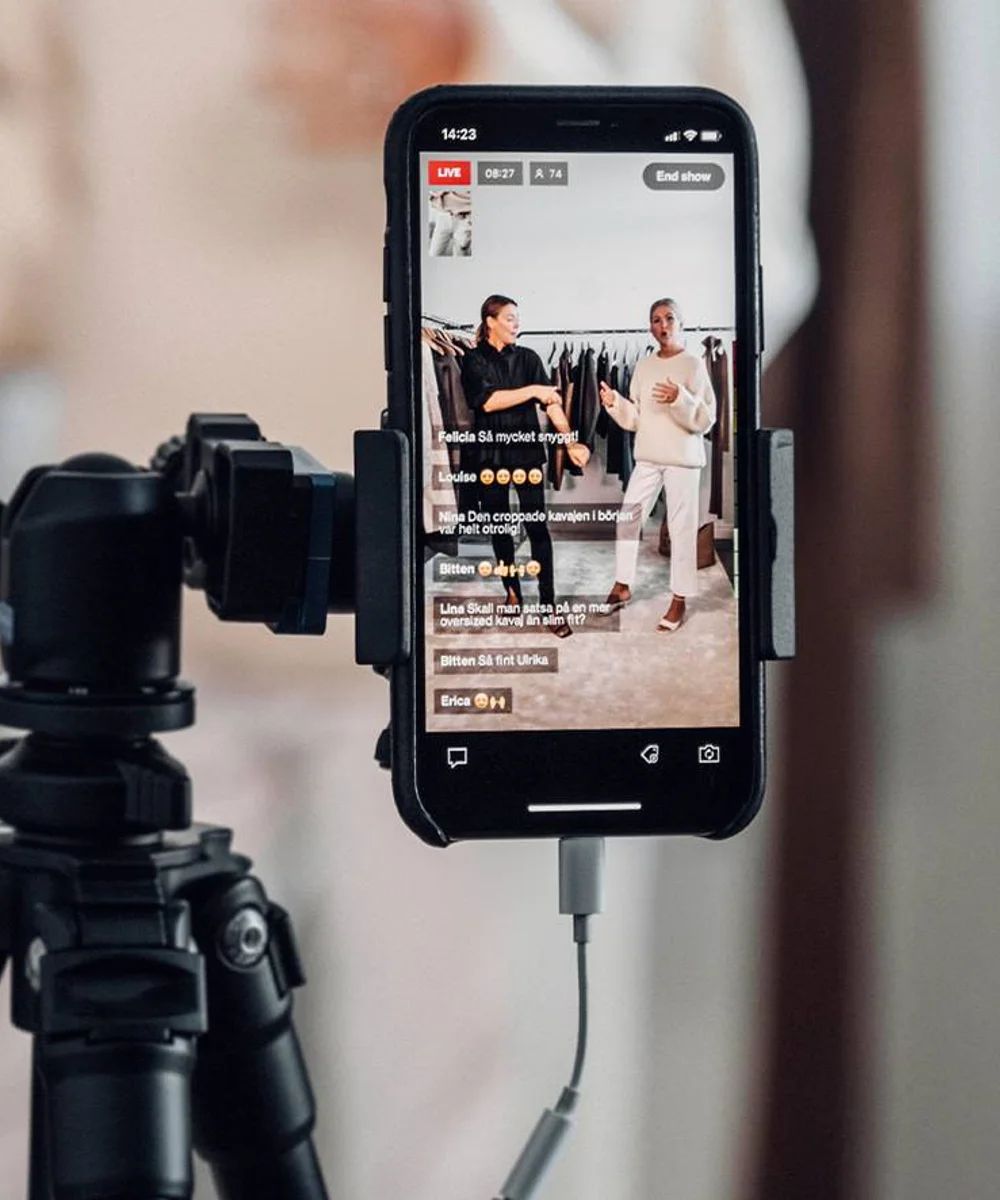 14:23
LIVE 08:27 74 End show
Felicia Så mycket snyggt!
Louise
Nina Den croppade kavajen i början
var helt otrolig!
Bitten
Lina Skall man satsa på en mer
oversized kavaj än slim fit?
Bitten Så fint Ulrika
Erica